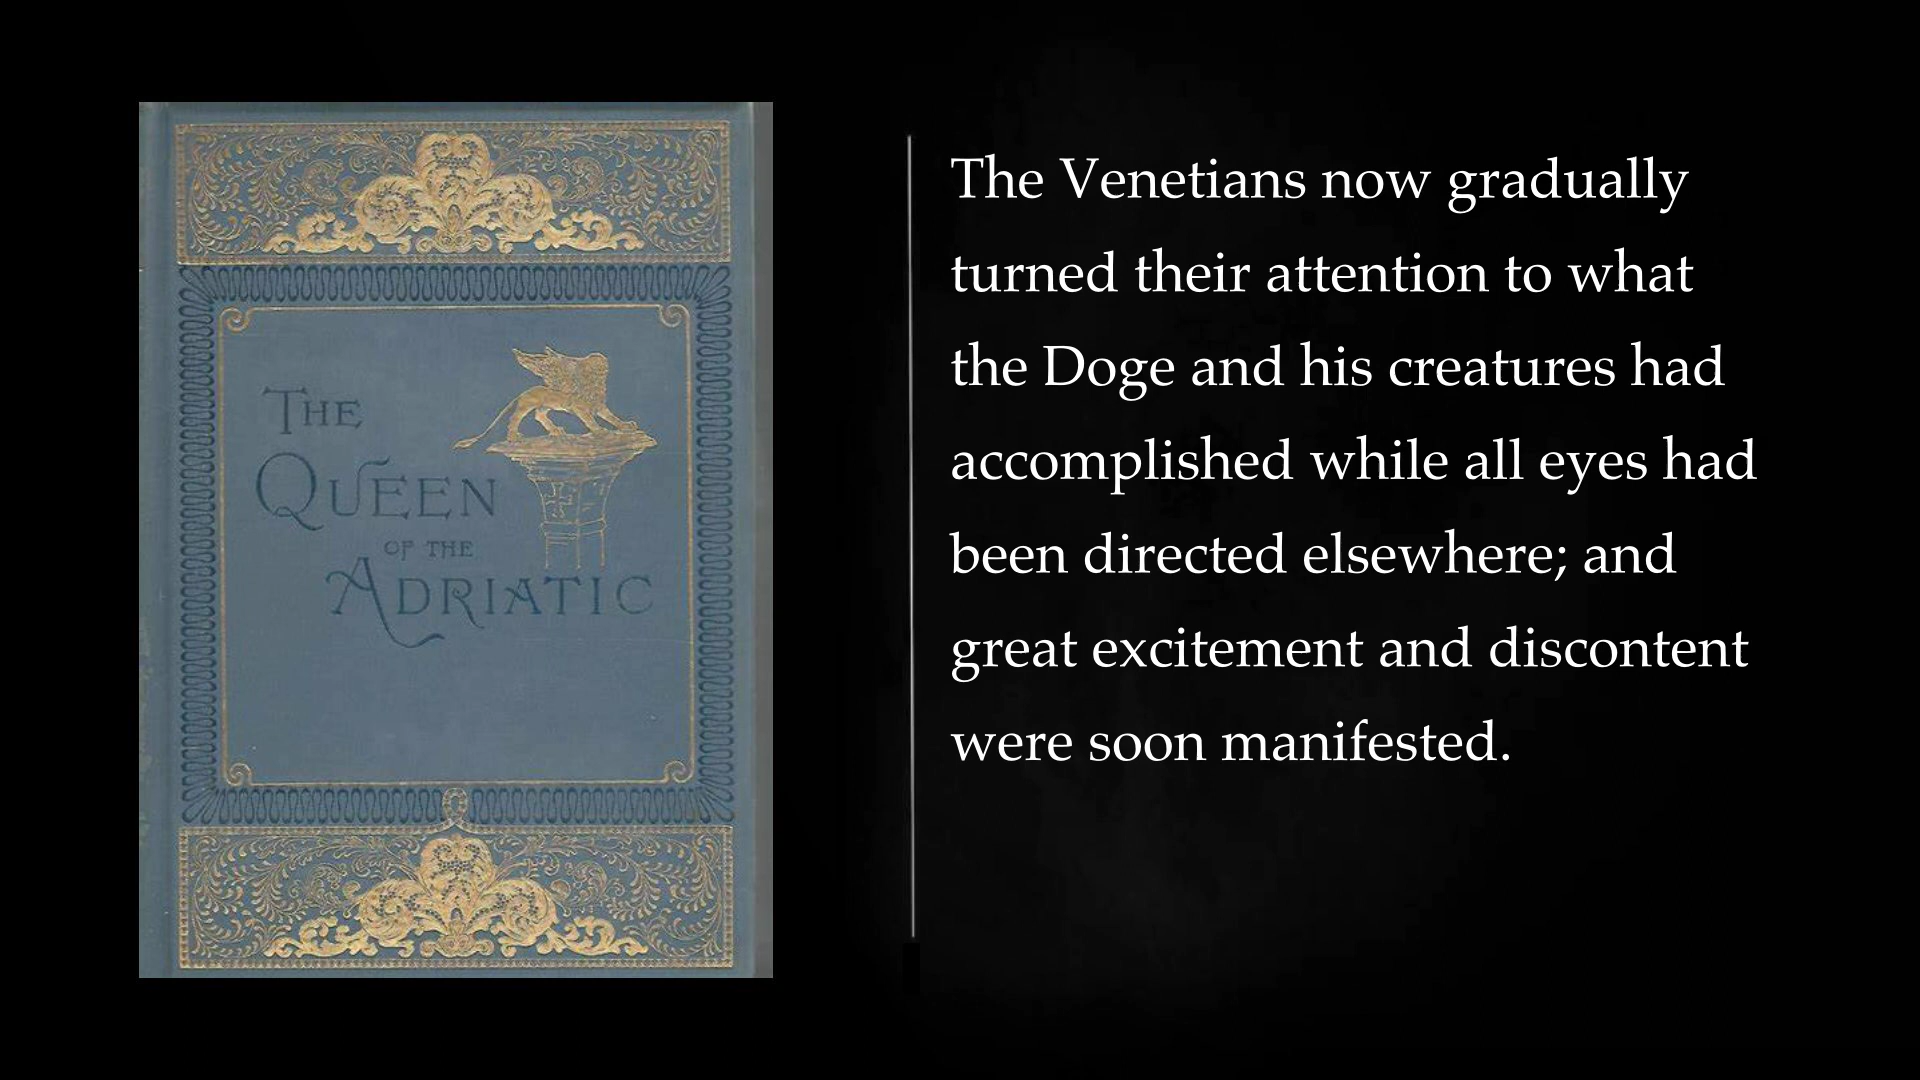 THE
QUEEN
OF THE
ADRIATIC
The Venetians now gradually
turned their attention to what
the Doge and his creatures had
accomplished while all eyes had
been directed elsewhere; and
great excitement and discontent
were soon manifested.